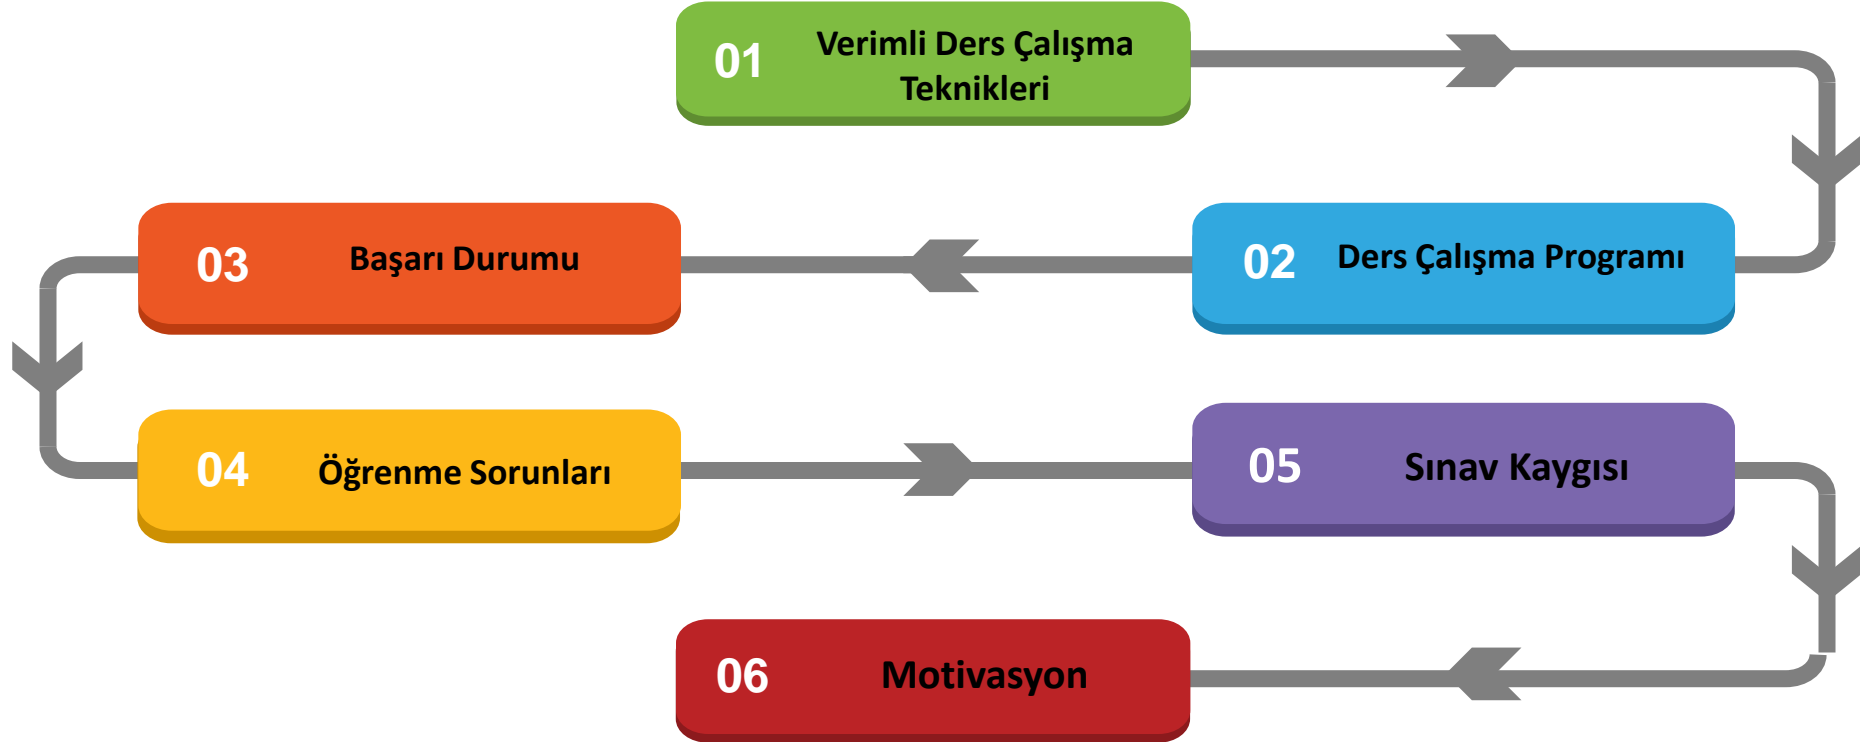 01
Verimli Ders Çalışma
Teknikleri
02
Ders Çalışma Programı
03
Başarı Durumu
04
Öğrenme Sorunları
05
Sınav Kaygısı
06
Motivasyon